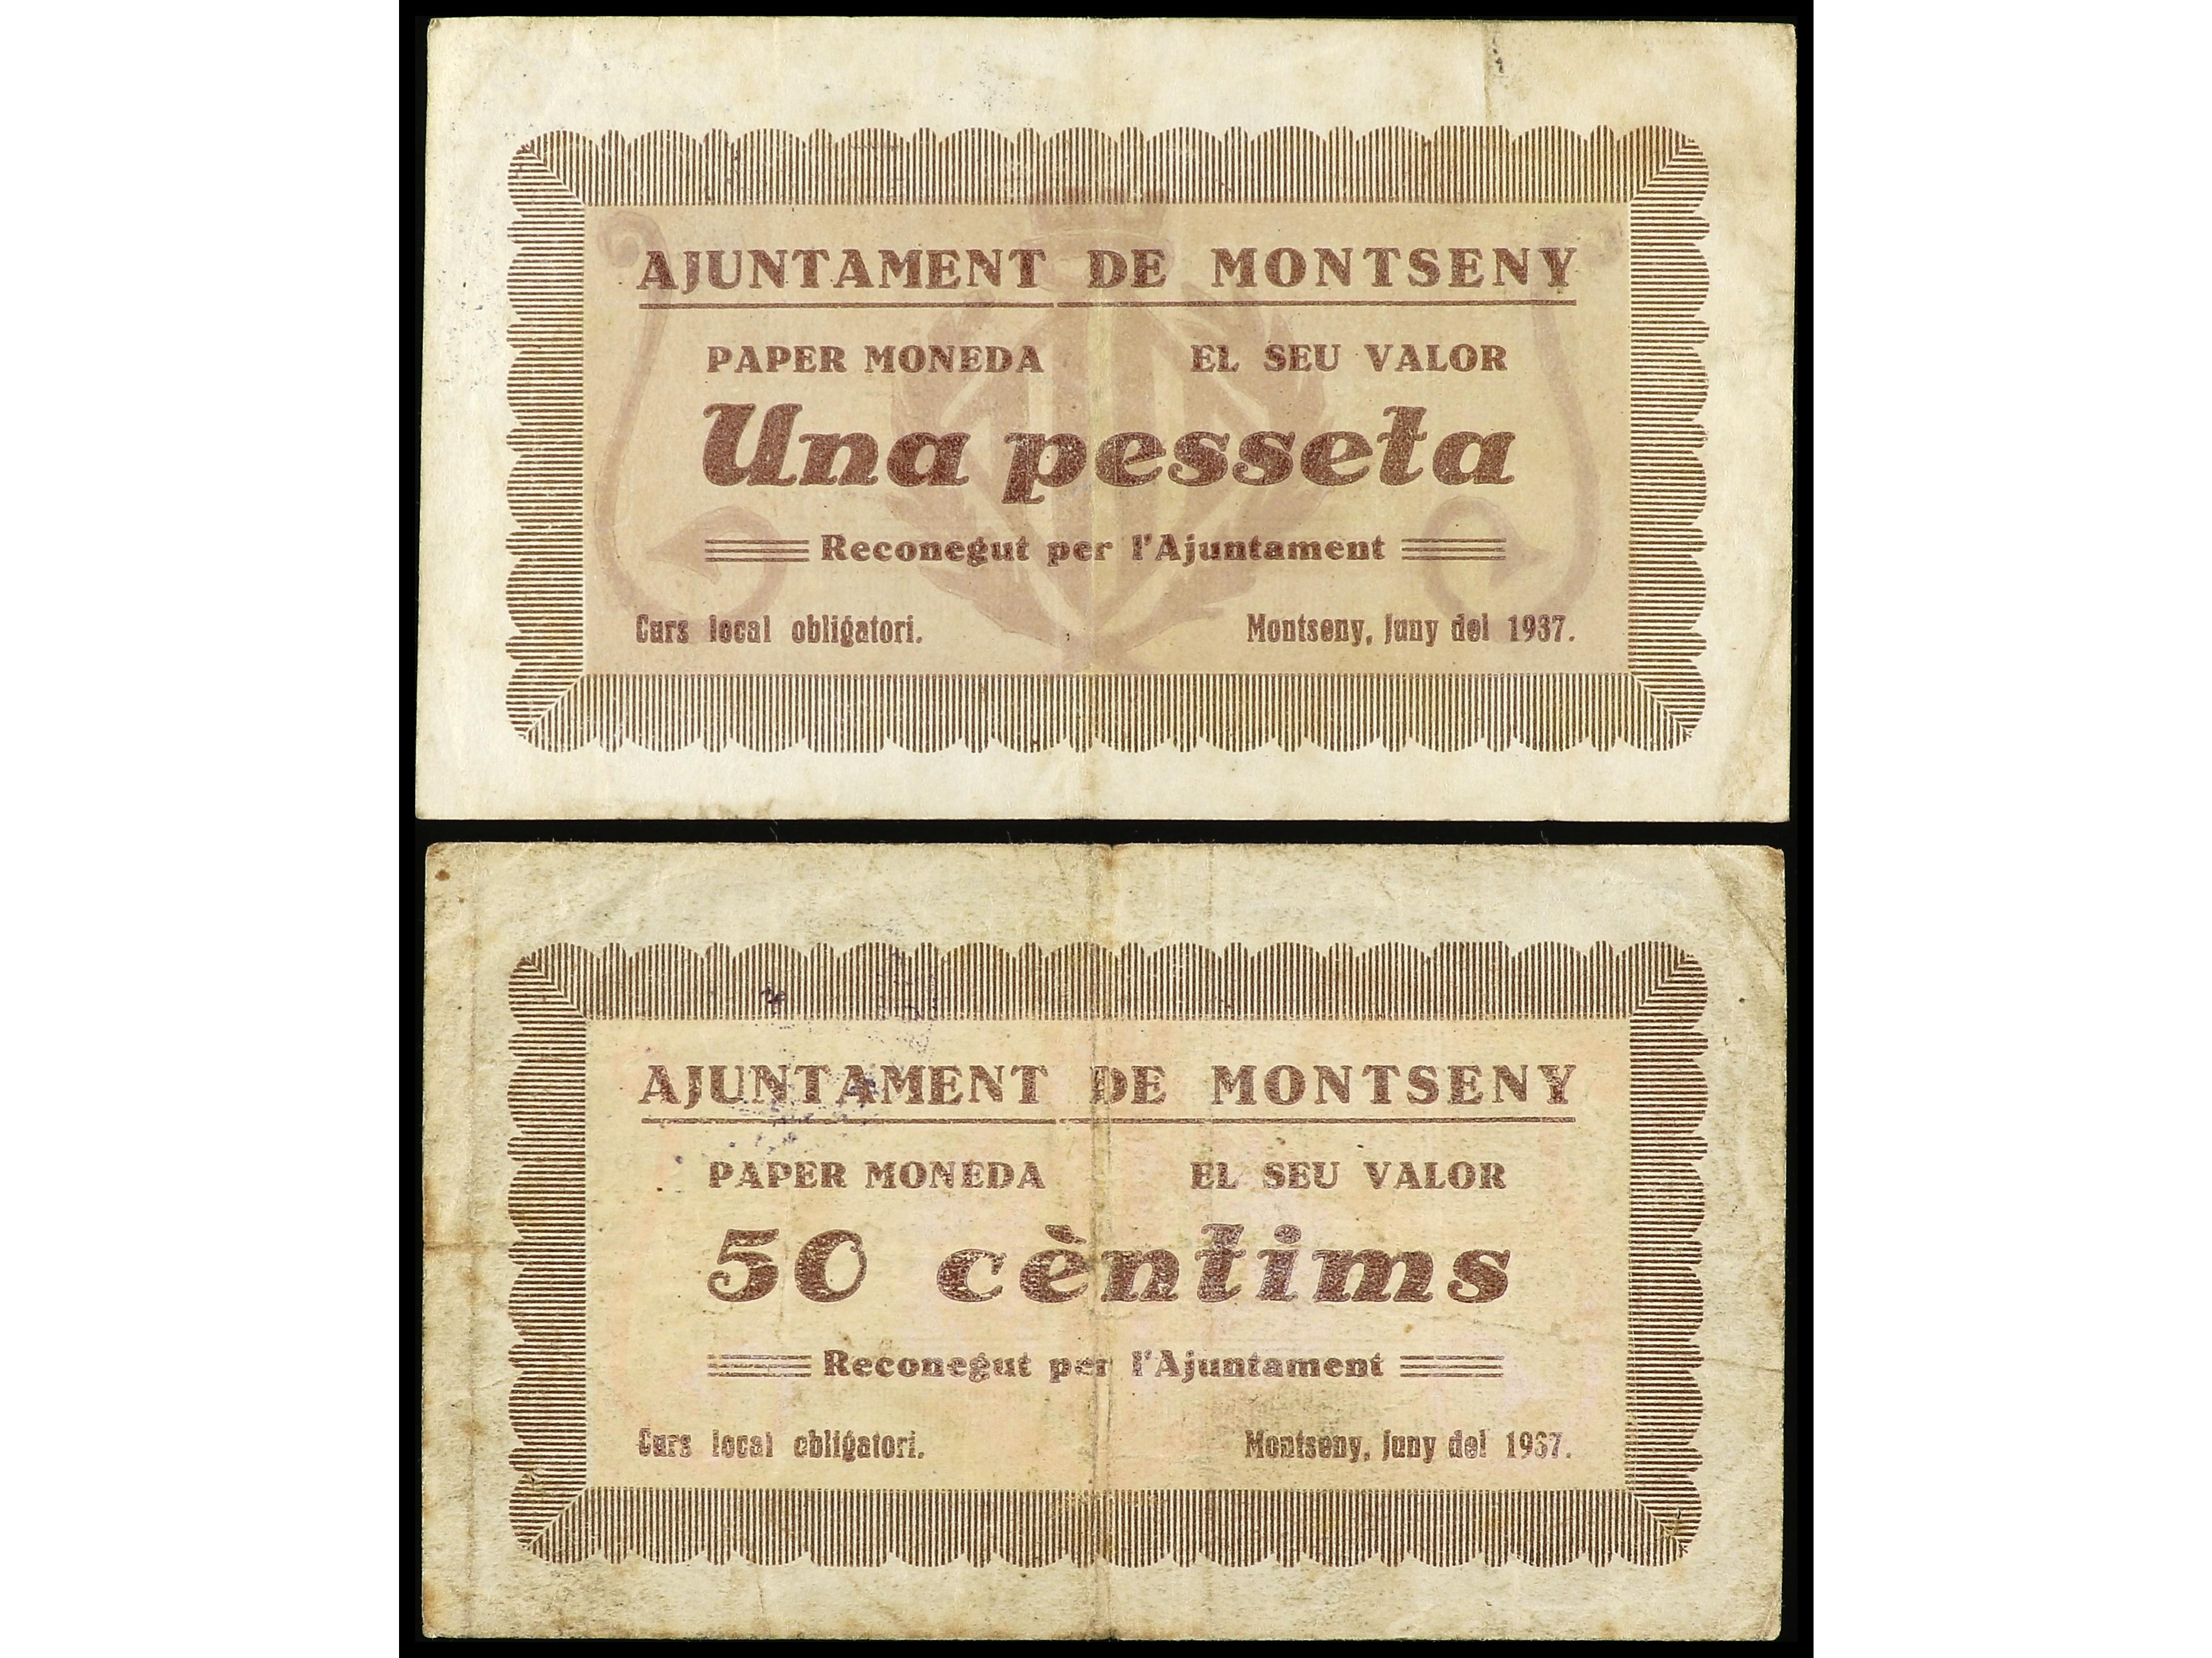 AJUNTAMENT DE MONTSENY
PAPER MONEDA EL SEU VALOR
Una pesseta
Reconegut per l'Ajuntament
Curs local obligatori. Montseny, juny del 1937.
AJUNTAMENT DE MONTSENY
PAPER MONEDA EL SEU VALOR
50 cèntims
Reconegut per l'Ajuntament
Curs local obligatori. Montseny, juny del 1937.